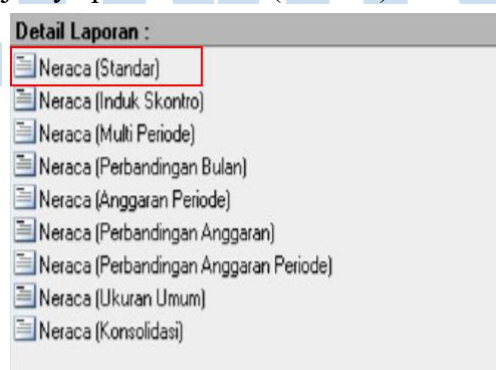 Detail Laporan :
Neraca (Standar)
Neraca (Induk Skontro)
Neraca (Multi Periode)
Neraca (Perbandingan Bulan)
Neraca (Anggaran Periode)
Neraca (Perbandingan Anggaran)
Neraca (Perbandingan Anggaran Periode)
Neraca (Ukuran Umum)
Neraca (Konsolidasi)